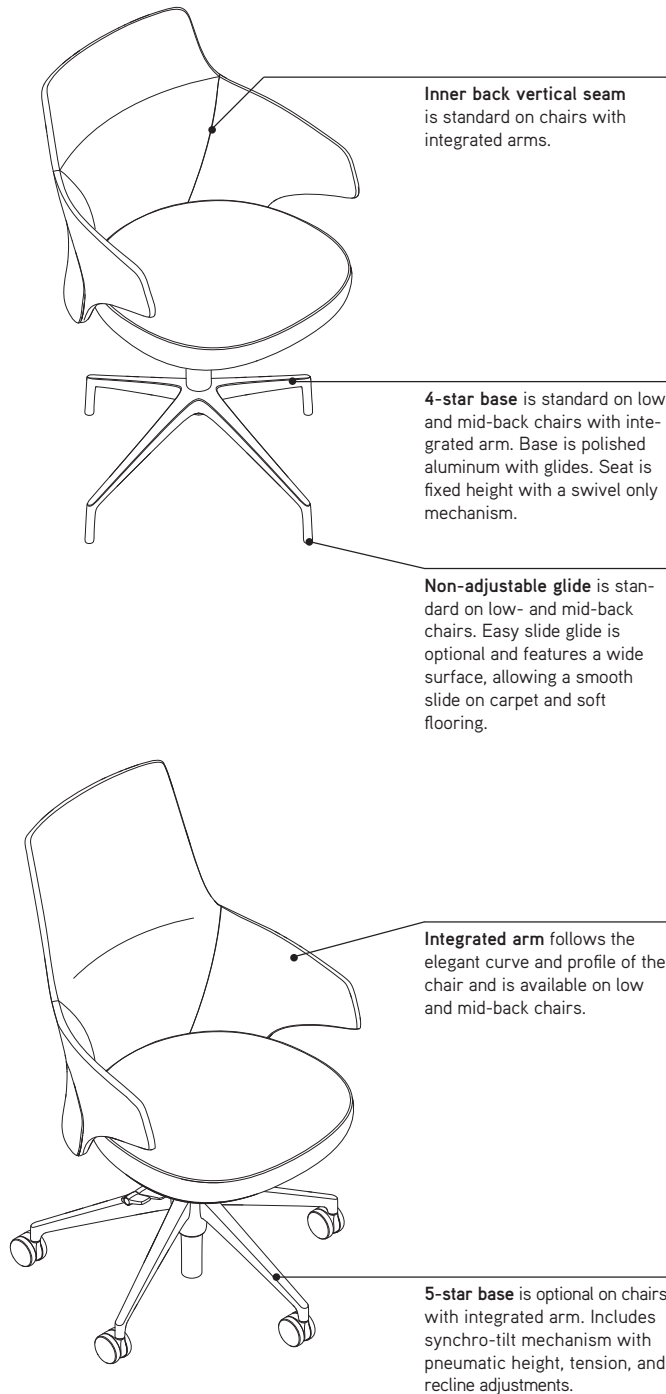 Inner back vertical seam
is standard on chairs with
integrated arms.
4-star base is standard on low
and mid-back chairs with inte-
grated arm. Base is polished
aluminum with glides. Seat is
fixed height with a swivel only
mechanism.
Non-adjustable glide is stan-
dard on low- and mid-back
chairs. Easy slide glide is
optional and features a wide
surface, allowing a smooth
slide on carpet and soft
flooring.
Integrated arm follows the
elegant curve and profile of the
chair and is available on low
and mid-back chairs.
5-star base is optional on chairs
with integrated arm. Includes
synchro-tilt mechanism with
pneumatic height, tension, and
recline adjustments.